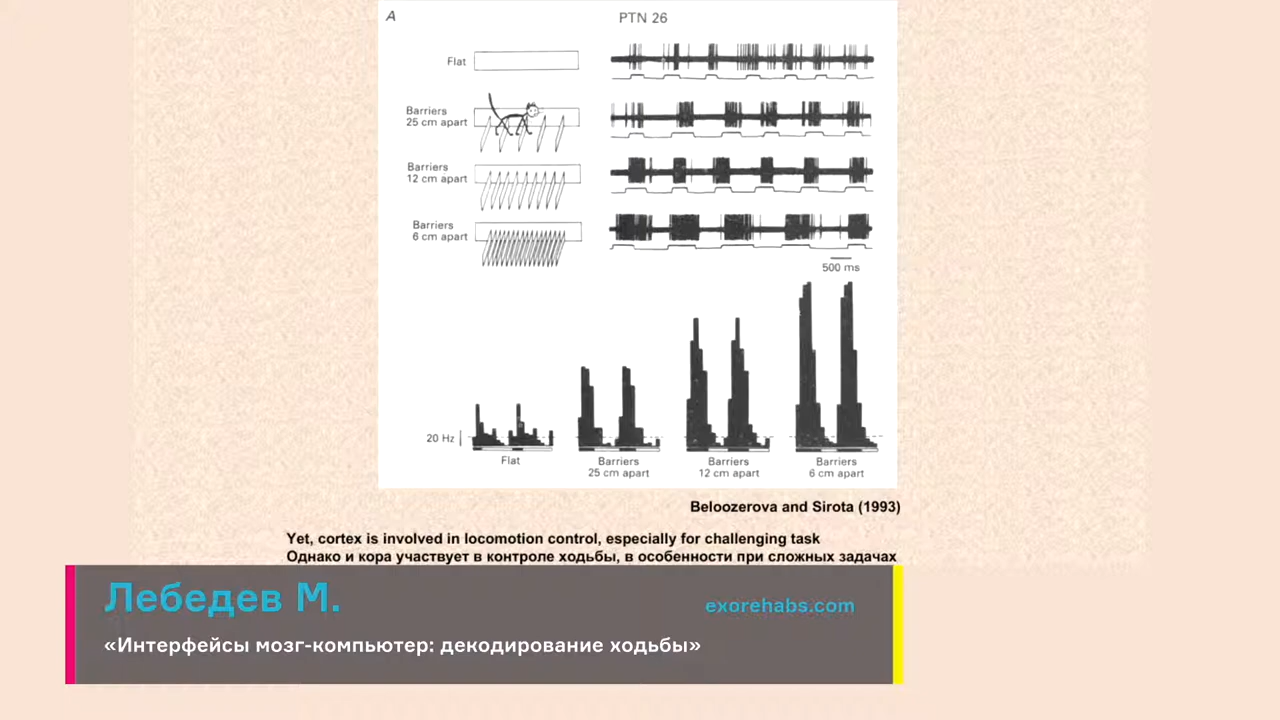 A
PTN 26
Flat
Barriers
25 cm apart
Barriers
12 cm apart
Barriers
6 cm apart
500 ms
20 Hz
Flat
Barriers
25 cm apart
Barriers
12 cm apart
Barriers
6 cm apart
Beloozerova and Sirota (1993)
Yet, cortex is involved in locomotion control, especially for challenging task
Однако и кора участвует в контроле ходьбы, в особенности при сложных задачах
Лебедев М.
exorehabs.com
«Интерфейсы мозг-компьютер: декодирование ходьбы»